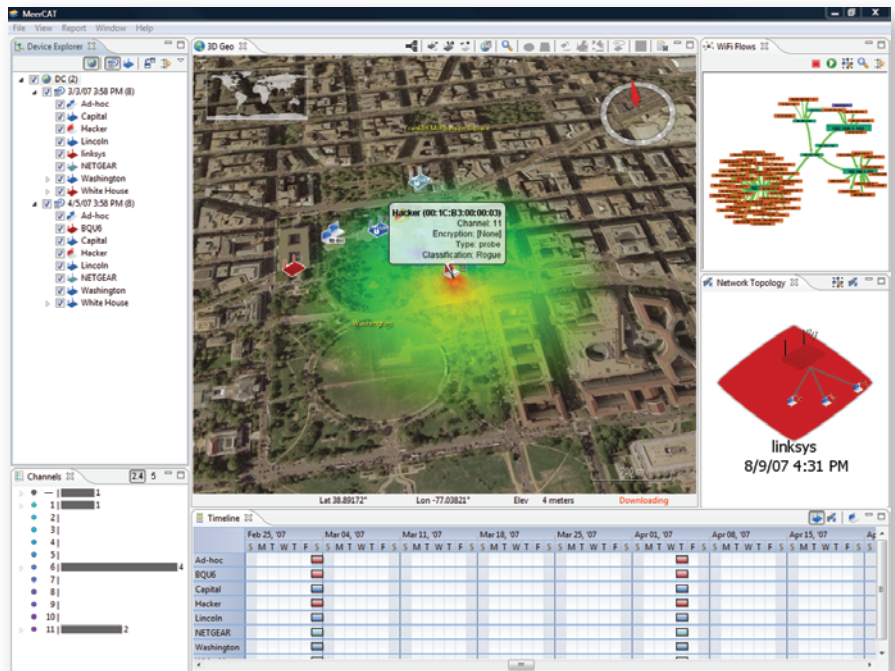 MeerCAT
File View Report Window Help
Device Explorer
DC (2)
3/3/07 3:58 PM (8)
Ad-hoc
Capital
Hacker
Lincoln
linksys
NETGEAR
Washington
White House
4/5/07 3:58 PM (8)
Ad-hoc
BQU6
Capital
Hacker
Lincoln
NETGEAR
Washington
White House
3D Geo
Hacker (00:1C:B3:00:00:03)
Channel: 11
Encryption: [None]
Type: probe
Classification: Rogue
Washington
Lat 38.89172° Lon -77.03821° Elev 4 meters Downloading
WiFi Flows
Network Topology
linksys
8/9/07 4:31 PM
Channels 2.4 5
— 1
1 1
2
3
4
5
6 4
7
8
9
10
11 2
Timeline
Feb 25, '07 Mar 04, '07 Mar 11, '07 Mar 18, '07 Mar 25, '07 Apr 01, '07 Apr 08, '07 Apr 15, '07
S M T W T F S S M T W T F S S M T W T F S S M T W T F S S M T W T F S S M T W T F S S M T W T F S S M T W T F S S
Ad-hoc
BQU6
Capital
Hacker
Lincoln
NETGEAR
Washington